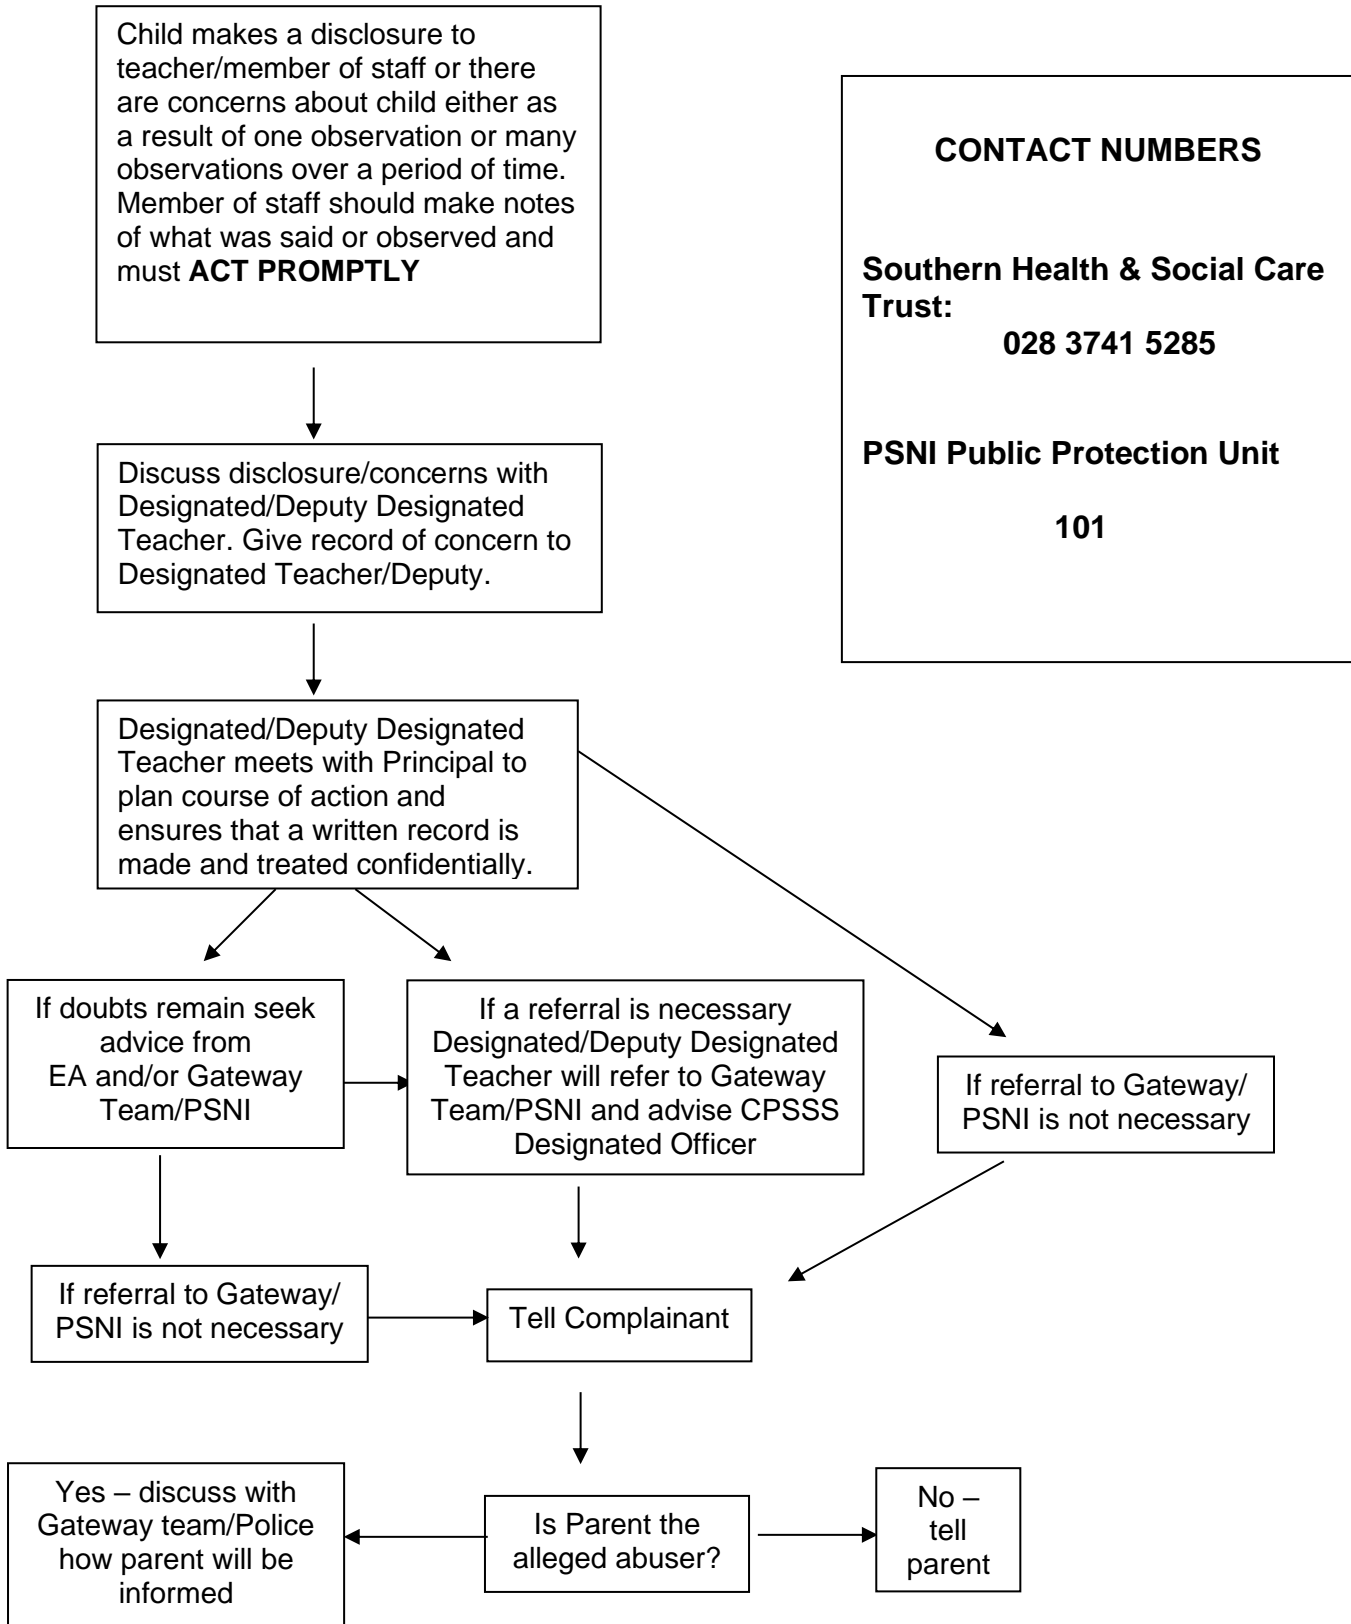 Child makes a disclosure to
teacher/member of staff or there
are concerns about child either as
a result of one observation or many
observations over a period of time.
Member of staff should make notes
of what was said or observed and
must ACT PROMPTLY
CONTACT NUMBERS
Southern Health & Social Care
Trust:
028 3741 5285
PSNI Public Protection Unit
101
Discuss disclosure/concerns with
Designated/Deputy Designated
Teacher. Give record of concern to
Designated Teacher/Deputy.
Designated/Deputy Designated
Teacher meets with Principal to
plan course of action and
ensures that a written record is
made and treated confidentially.
If doubts remain seek
advice from
EA and/or Gateway
Team/PSNI
If a referral is necessary
Designated/Deputy Designated
Teacher will refer to Gateway
Team/PSNI and advise CPSSS
Designated Officer
If referral to Gateway/
PSNI is not necessary
If referral to Gateway/
PSNI is not necessary
Tell Complainant
Yes – discuss with
Gateway team/Police
how parent will be
informed
Is Parent the
alleged abuser?
No –
tell
parent